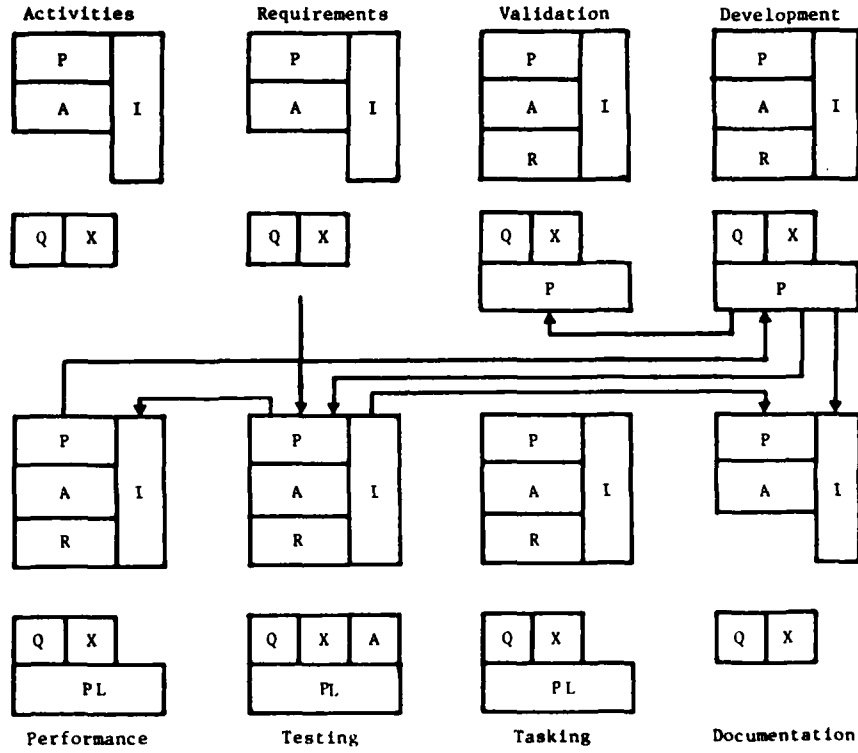 Activities Requirements Validation Development
P P P P
I I I I
A A A A
R R
Q X Q X Q X Q X
P P
P P P P
I I I I
A A A A
R R R
Q X Q X A Q X Q X
PL PL PL
Performance Testing Tasking Documentation